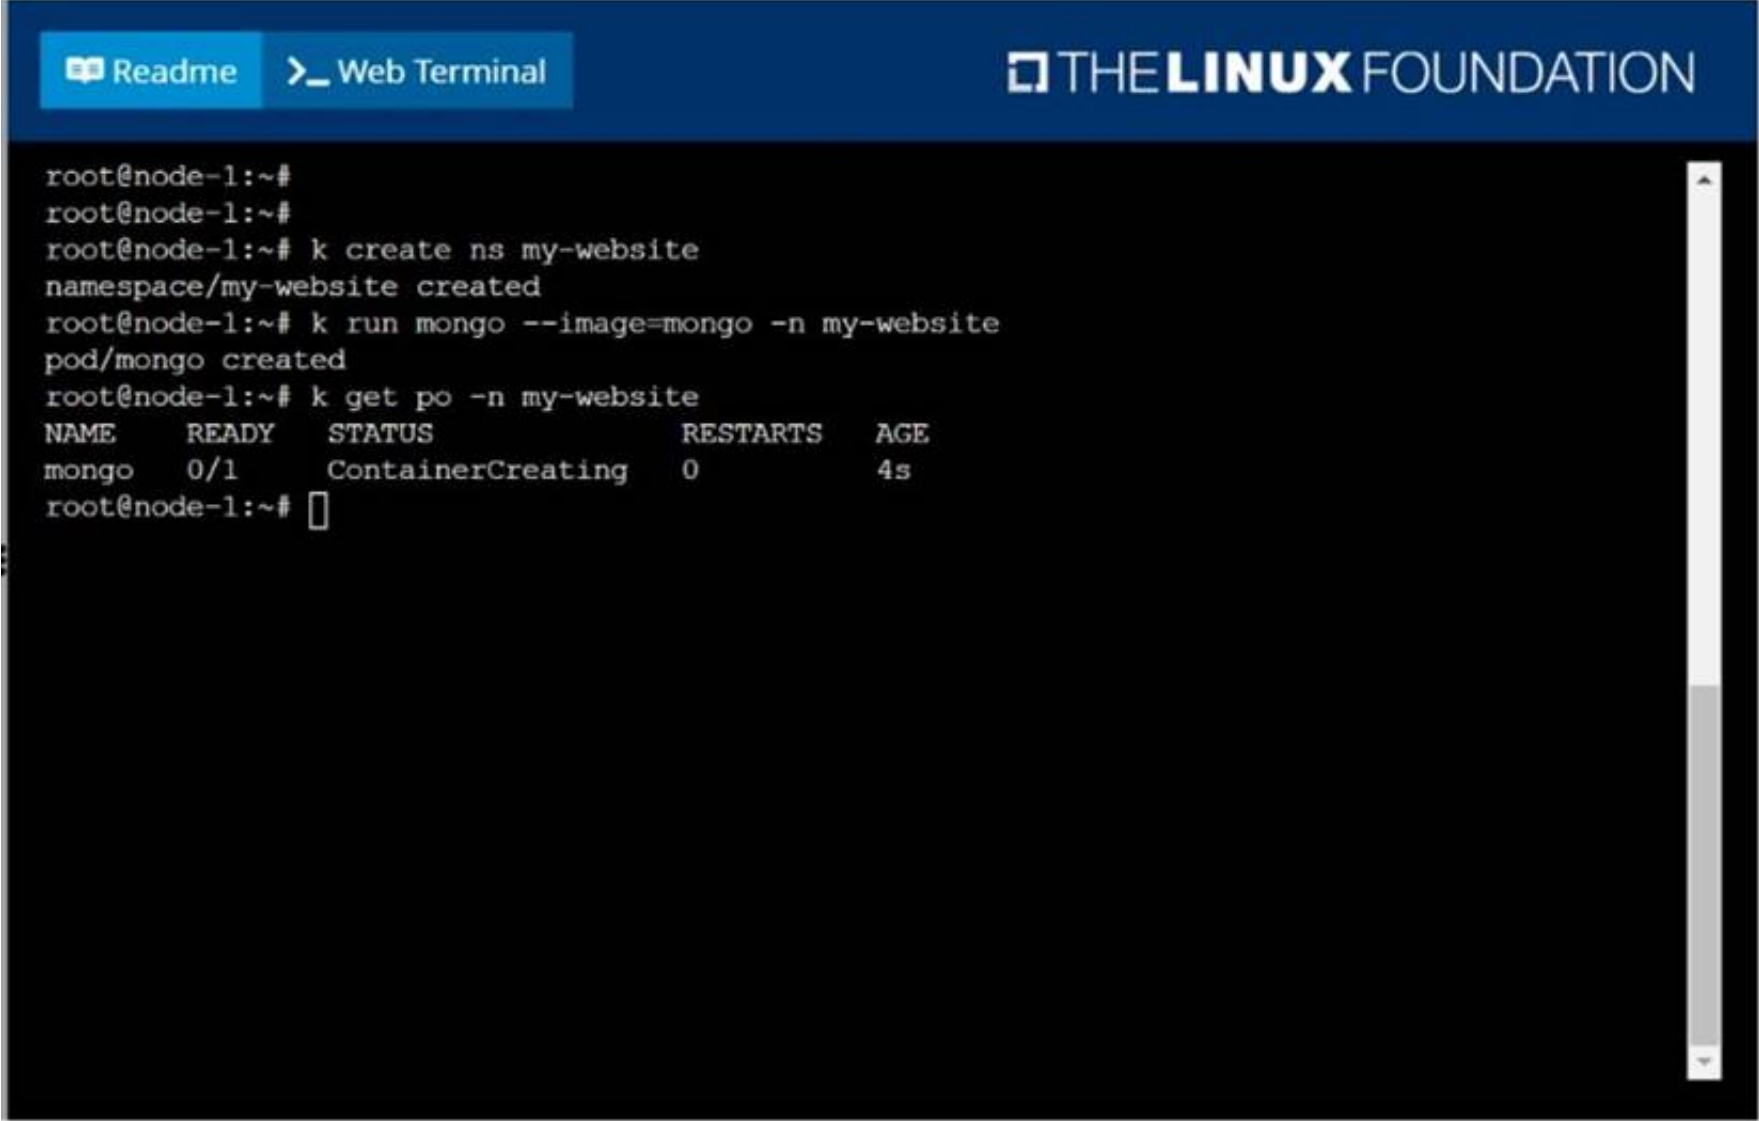 Readme >_ Web Terminal THE LINUX FOUNDATION
root@node-1:~#
root@node-1:~#
root@node-1:~# k create ns my-website
namespace/my-website created
root@node-1:~# k run mongo --image=mongo -n my-website
pod/mongo created
root@node-1:~# k get po -n my-website
NAME READY STATUS RESTARTS AGE
mongo 0/1 ContainerCreating 0 4s
root@node-1:~#